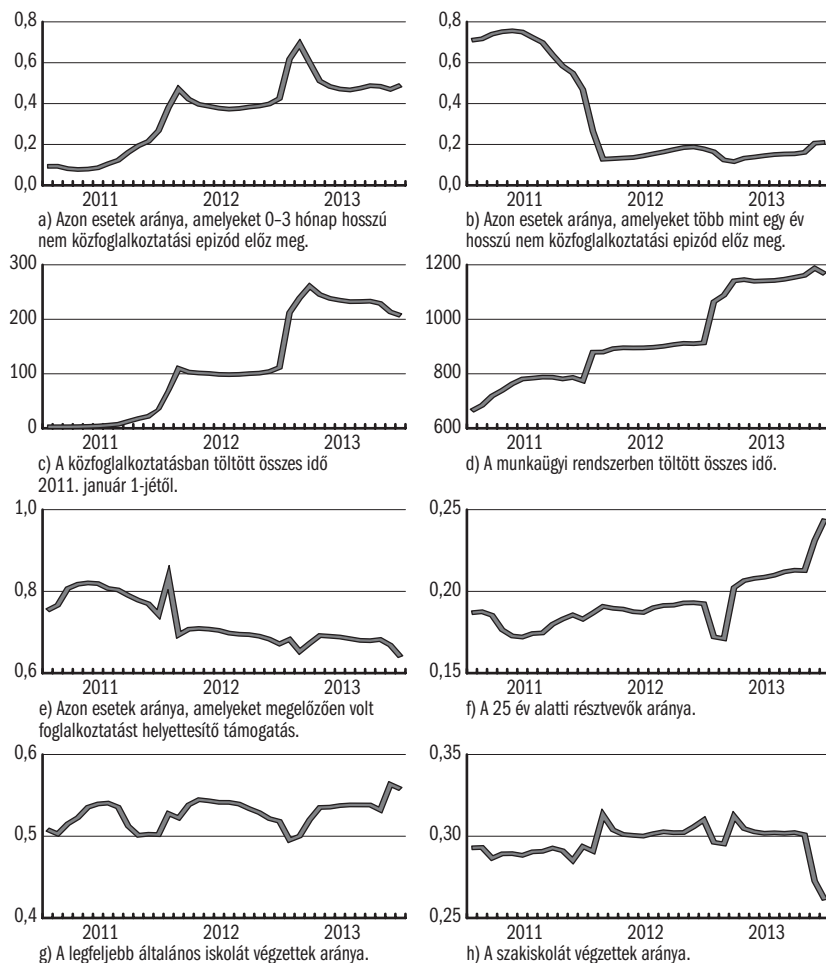 0,8
0,6
0,4
0,2
0,0
2011 2012 2013
a) Azon esetek aránya, amelyeket 0–3 hónap hosszú
nem közfoglalkoztatási epizód előz meg.
0,8
0,6
0,4
0,2
0,0
2011 2012 2013
b) Azon esetek aránya, amelyeket több mint egy év
hosszú nem közfoglalkoztatási epizód előz meg.
300
200
100
0
2011 2012 2013
c) A közfoglalkoztatásban töltött összes idő
2011. január 1-jétől.
1200
1000
800
600
2011 2012 2013
d) A munkaügyi rendszerben töltött összes idő.
1,0
0,8
0,6
2011 2012 2013
e) Azon esetek aránya, amelyeket megelőzően volt
foglalkoztatást helyettesítő támogatás.
0,25
0,20
0,15
2011 2012 2013
f) A 25 év alatti résztvevők aránya.
0,6
0,5
0,4
2011 2012 2013
g) A legfeljebb általános iskolát végzettek aránya.
0,35
0,30
0,25
2011 2012 2013
h) A szakiskolát végzettek aránya.